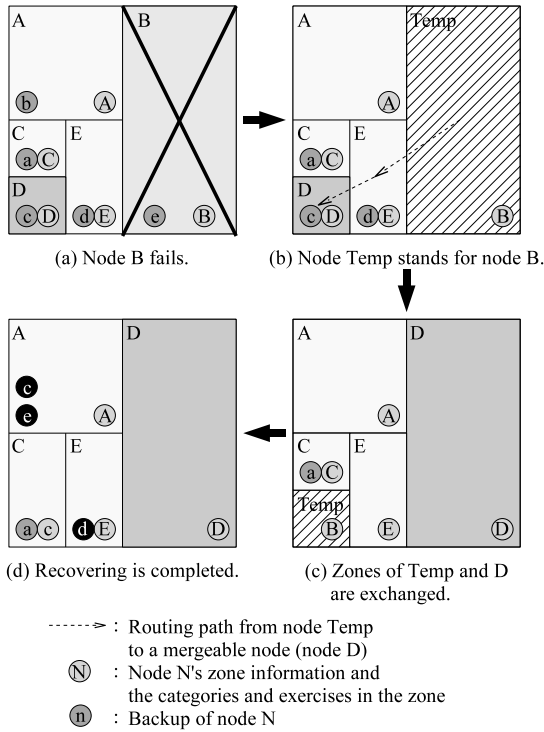 A
B
b A
C E
a C
D
c D d E e B
(a) Node B fails.
A
Temp
A
C E
a C
D
c D d E B
(b) Node Temp stands for node B.
A
D
c
e A
C E
a c d E D
(d) Recovering is completed.
A
D
A
C E
a C
Temp
B E D
(c) Zones of Temp and D
are exchanged.
: Routing path from node Temp
to a mergeable node (node D)
N : Node N's zone information and
the categories and exercises in the zone
n : Backup of node N